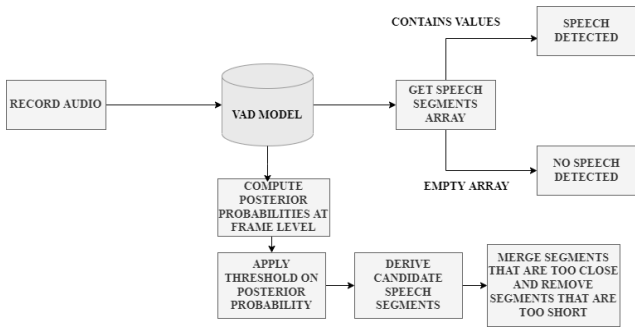 CONTAINS VALUES
SPEECH
DETECTED
RECORD AUDIO
VAD MODEL
GET SPEECH
SEGMENTS
ARRAY
EMPTY ARRAY
NO SPEECH
DETECTED
COMPUTE
POSTERIOR
PROBABILITIES AT
FRAME LEVEL
APPLY
THRESHOLD ON
POSTERIOR
PROBABILITY
DERIVE
CANDIDATE
SPEECH
SEGMENTS
MERGE SEGMENTS
THAT ARE TOO CLOSE
AND REMOVE
SEGMENTS THAT ARE
TOO SHORT